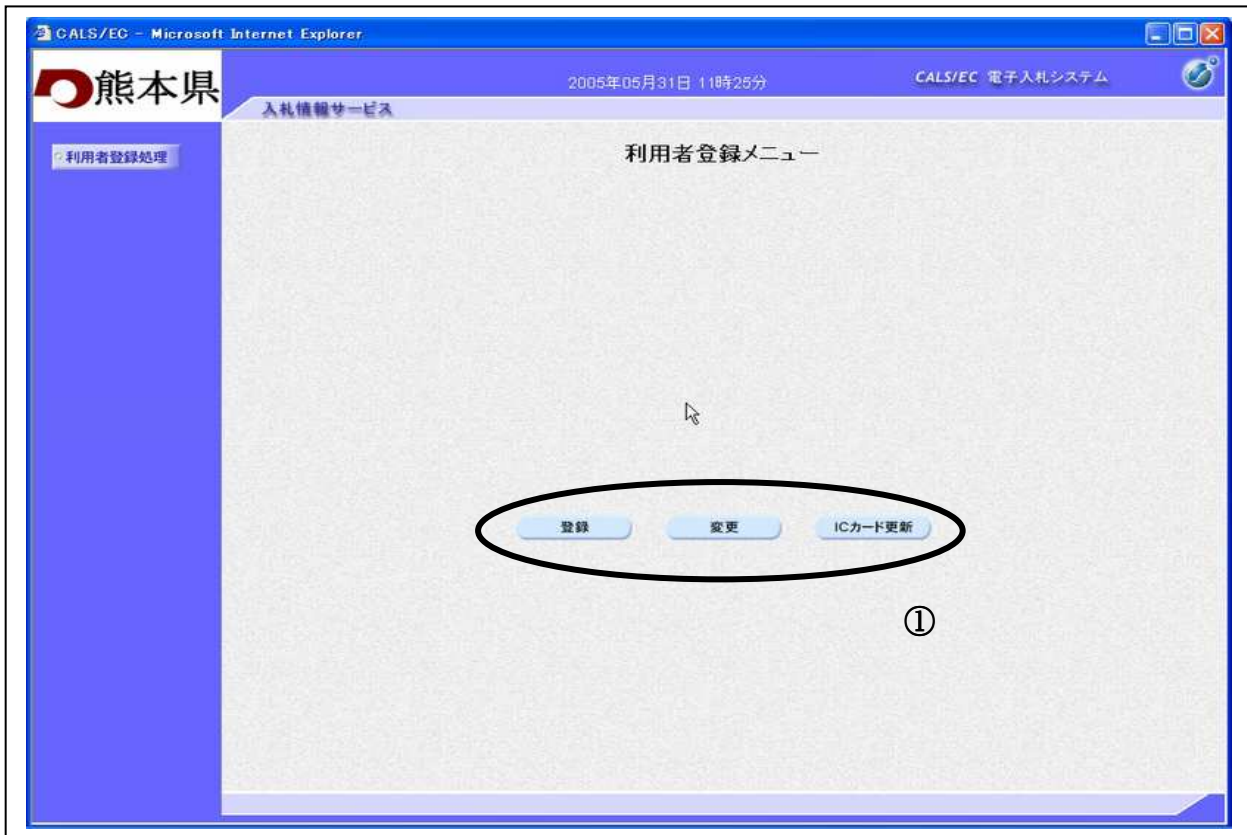 CALS/EC - Microsoft Internet Explorer
熊本県
2005年05月31日 11時25分
CALS/EC 電子入札システム
入札情報サービス
利用者登録処理
利用者登録メニュー
登録
変更
ICカード更新
①